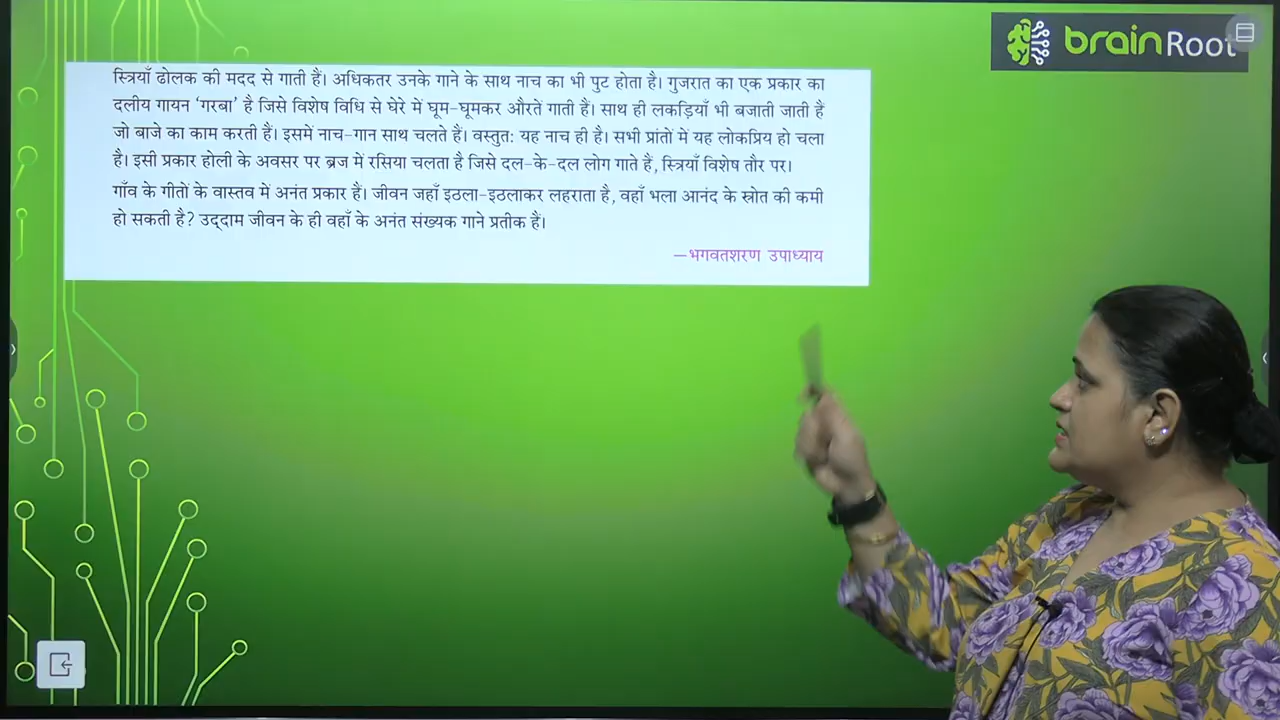 brainRoot
स्त्रियाँ ढोलक की मदद से गाती हैं। अधिकतर उनके गाने के साथ नाच का भी पुट होता है। गुजरात का एक प्रकार का
दलीय गायन ‘गरबा’ है जिसे विशेष विधि से घेरे में घूम-घूमकर औरतें गाती हैं। साथ ही लकड़ियाँ भी बजाती जाती हैं
जो बाजे का काम करती हैं। इसमें नाच-गान साथ चलते हैं। वस्तुत: यह नाच ही है। सभी प्रांतों में यह लोकप्रिय हो चला
है। इसी प्रकार होली के अवसर पर ब्रज में रसिया चलता है जिसे दल-के-दल लोग गाते हैं, स्त्रियाँ विशेष तौर पर।
गाँव के गीतों के वास्तव में अनंत प्रकार हैं। जीवन जहाँ इठला-इठलाकर लहराता है, वहाँ भला आनंद के स्त्रोत की कमी
हो सकती है? उद्दाम जीवन के ही वहाँ के अनंत संख्यक गाने प्रतीक हैं।
—भगवतशरण उपाध्याय